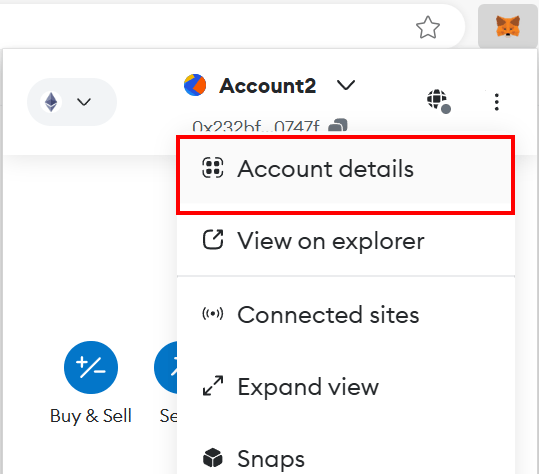 Account2
0x232bf...0747f
Account details
View on explorer
Connected sites
Expand view
Buy & Sell
Se
Snaps